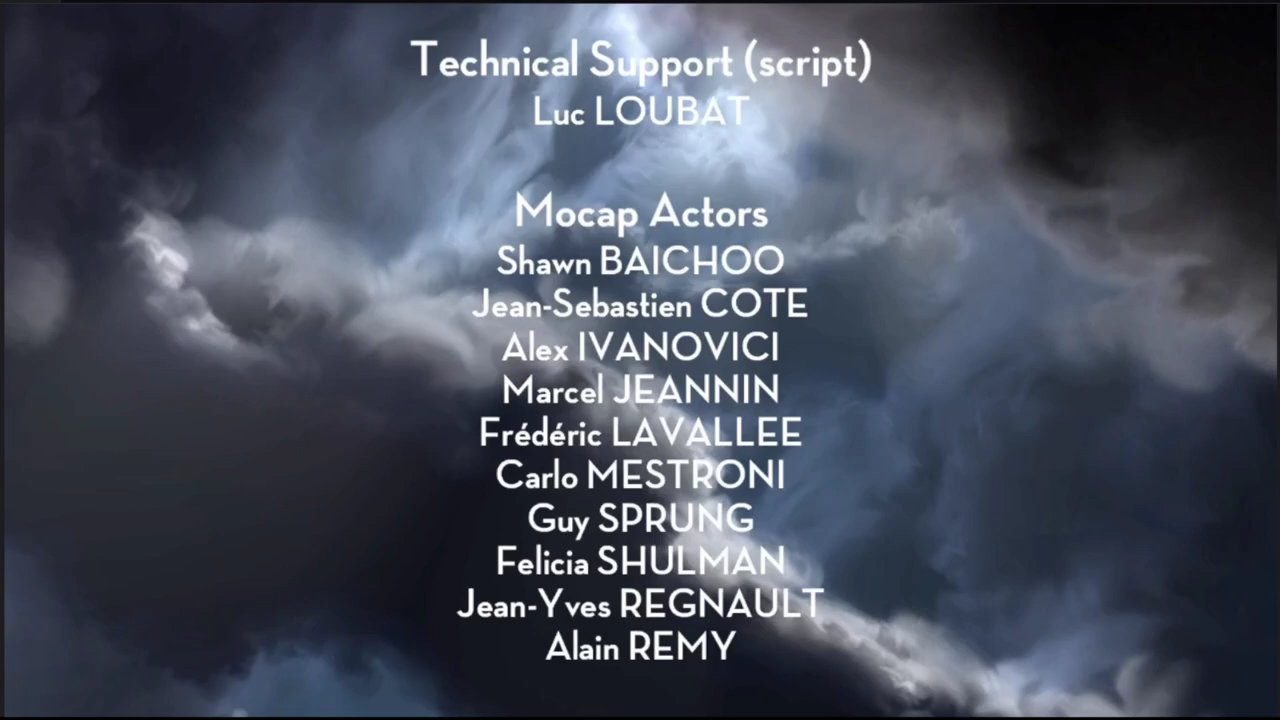 Technical Support (script)
Luc LOUBAT
Mocap Actors
Shawn BAICHOO
Jean-Sebastien COTE
Alex IVANOVICI
Marcel JEANNIN
Frédéric LAVALLEE
Carlo MESTRONI
Guy SPRUNG
Felicia SHULMAN
Jean-Yves REGNAULT
Alain REMY